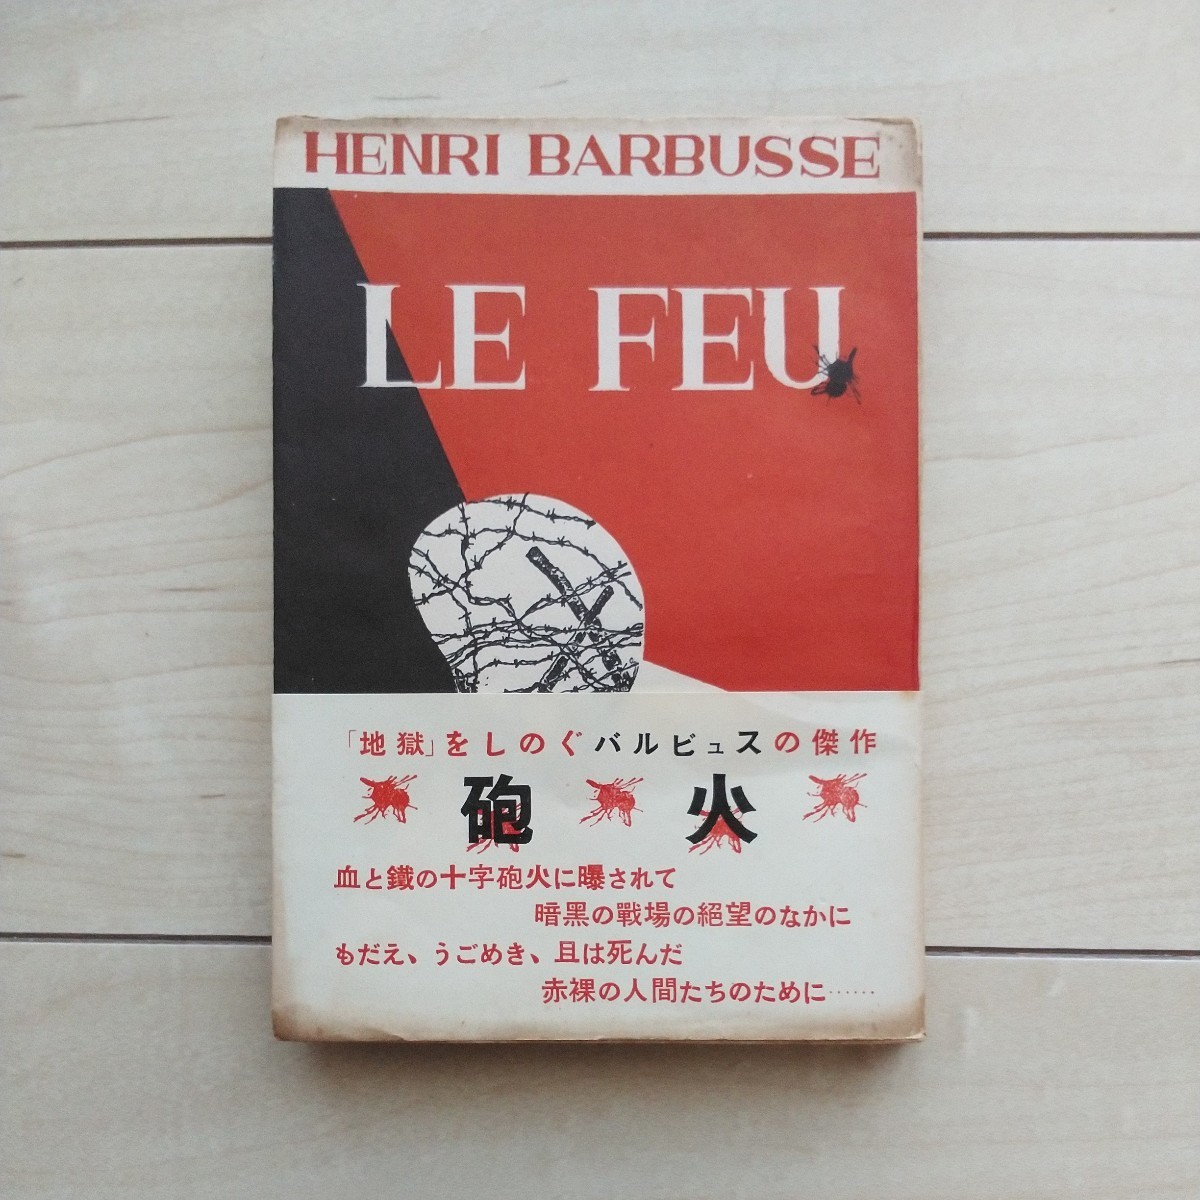 HENRI BARBUSSE
LE FEU
「地獄」をしのぐバルビュスの傑作
砲火
血と鐵の十字砲火に曝されて
暗黑の戰場の絕望のなかに
もだえ、うごめき、且は死んだ
赤裸の人間たちのために……